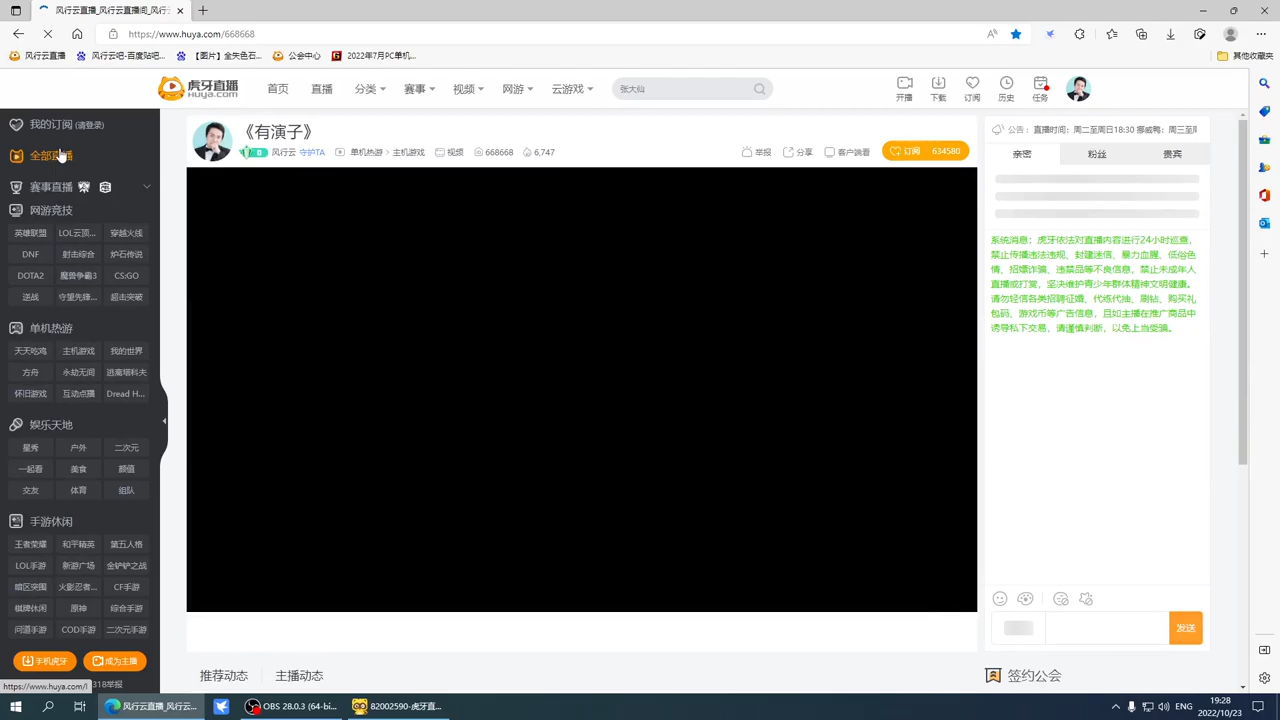 风行云直播_风行云直播间_风行云...
https://www.huya.com/668668
风行云直播
风行云吧-百度贴吧...
【图片】金先克石...
公会中心
2022年7月PC单机...
其他收藏夹
虎牙直播
HUYA.COM
首页
直播
分类
赛事
视频
网游
云游戏
张大仙
开播
下载
订阅
历史
任务
我的订阅 (请登录)
全部直播
赛事直播
网游竞技
英雄联盟 LOL云顶... 穿越火线
DNF 射击综合 炉石传说
DOTA2 魔兽争霸3 CS:GO
逆战 守望先锋... 超击突破
单机热游
天天吃鸡 主机游戏 我的世界
方舟 永劫无间 逃离塔科夫
怀旧游戏 互动点播 Dread H...
娱乐天地
星秀 户外 二次元
一起看 美食 颜值
交友 体育 组队
手游休闲
王者荣耀 和平精英 第五人格
LOL手游 新游广场 金铲铲之战
暗区突围 火影忍者... CF手游
棋牌休闲 原神 综合手游
问道手游 COD手游 二次元手游
手机虎牙
成为主播
318举报
https://www.huya.com/l
《有演子》
0 风行云 守护TA 单机热游 > 主机游戏 视频 668668 6,747
举报 分享 客户端看 订阅 634580
公告: 直播时间：周二至周日18:30 挪威鸭：周三至周
亲密
粉丝
贵宾
系统消息：虎牙依法对直播内容进行24小时巡查，
禁止传播违法违规、封建迷信、暴力血腥、低俗色
情、招嫖诈骗、违禁品等不良信息，禁止未成年人
直播或打赏，坚决维护青少年群体精神文明健康。
请勿轻信各类招聘征婚、代练代抽、刷钻、购买礼
包码、游戏币等广告信息，且如主播在推广商品中
诱导私下交易，请谨慎判断，以免上当受骗。
发送
推荐动态
主播动态
签约公会
风行云直播_风行云...
OBS 28.0.3 (64-bi...
82002590-虎牙直...
ENG
19:28
2022/10/23